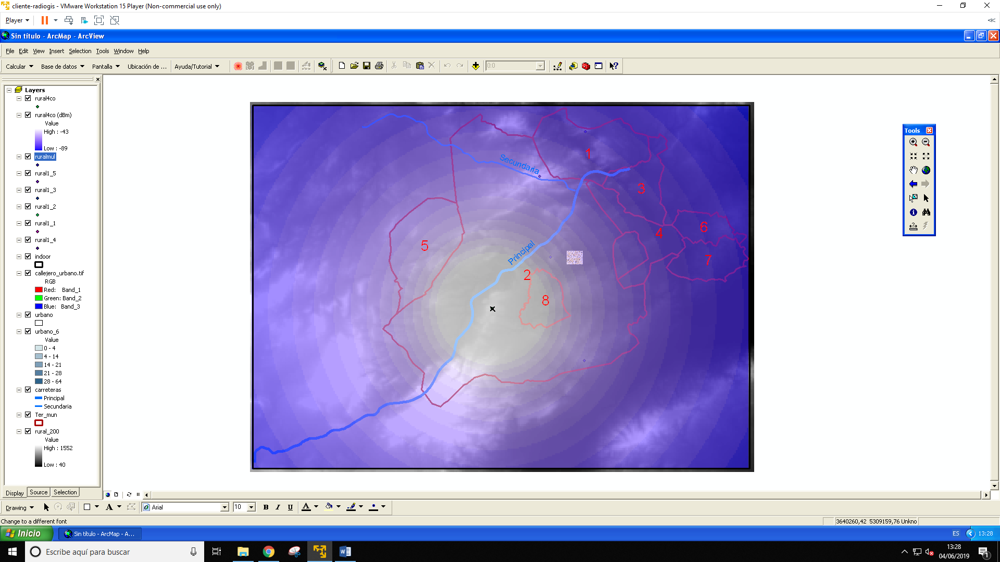 cliente-radiogis - VMware Workstation 15 Player (Non-commercial use only)
Player
Sin título - ArcMap - ArcView
File Edit View Insert Selection Tools Window Help
Calcular Base de datos Pantalla Ubicación de ... Ayuda/Tutorial 0:0
Layers
rural4co
rural4co (dBm)
Value
High : -43
Low : -89
ruralmul
rural1_5
rural1_3
rural1_2
rural1_1
rural1_4
indoor
callejero_urbano.tif
RGB
Red: Band_1
Green: Band_2
Blue: Band_3
urbano
urbano_6
Value
0 - 4
4 - 14
14 - 21
21 - 28
28 - 64
carreteras
Principal
Secundaria
Ter_mun
rural_200
Value
High : 1552
Low : 40
Display Source Selection
1
Secundaria
3
4
6
5
Principal
7
2
8
Tools
Drawing A Arial 10 B I U A
Change to a different font
3640260,42 5309159,76 Unkno
Inicio
Sin título - ArcMap - A...
ES
13:28
Escribe aquí para buscar
13:28
04/06/2019
1